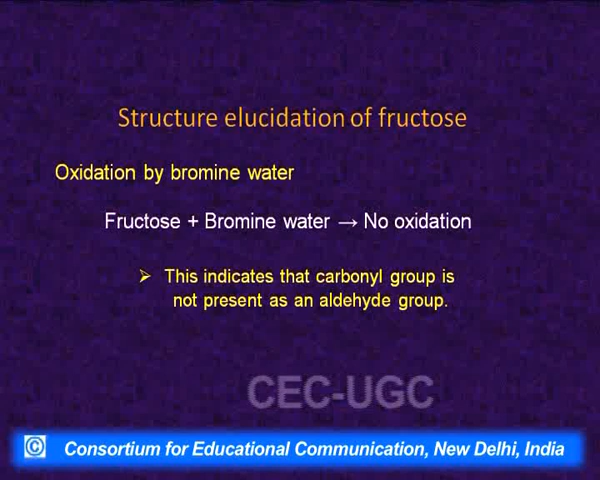 Structure elucidation of fructose
Oxidation by bromine water
Fructose + Bromine water → No oxidation
➢ This indicates that carbonyl group is
not present as an aldehyde group.
CEC-UGC
© Consortium for Educational Communication, New Delhi, India